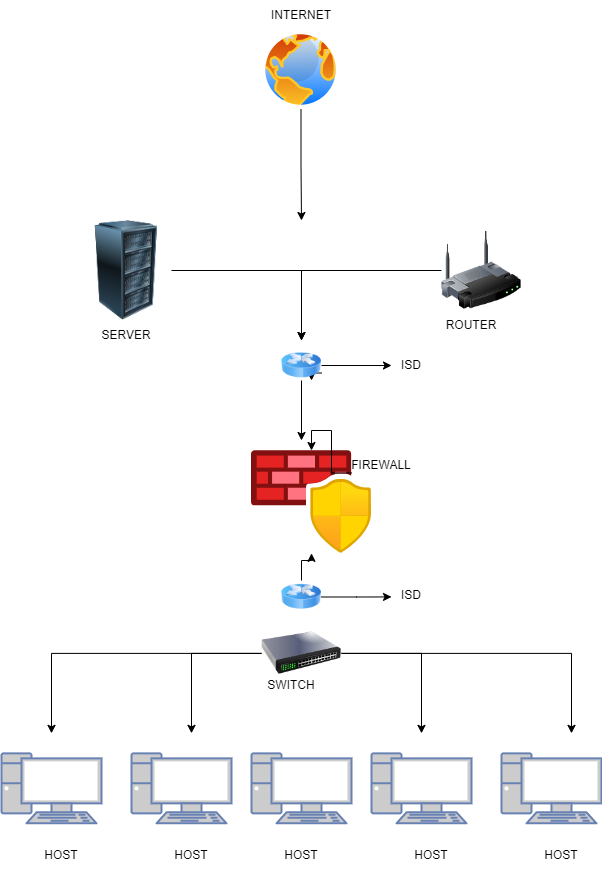 INTERNET
SERVER
ROUTER
ISD
FIREWALL
ISD
SWITCH
HOST
HOST
HOST
HOST
HOST